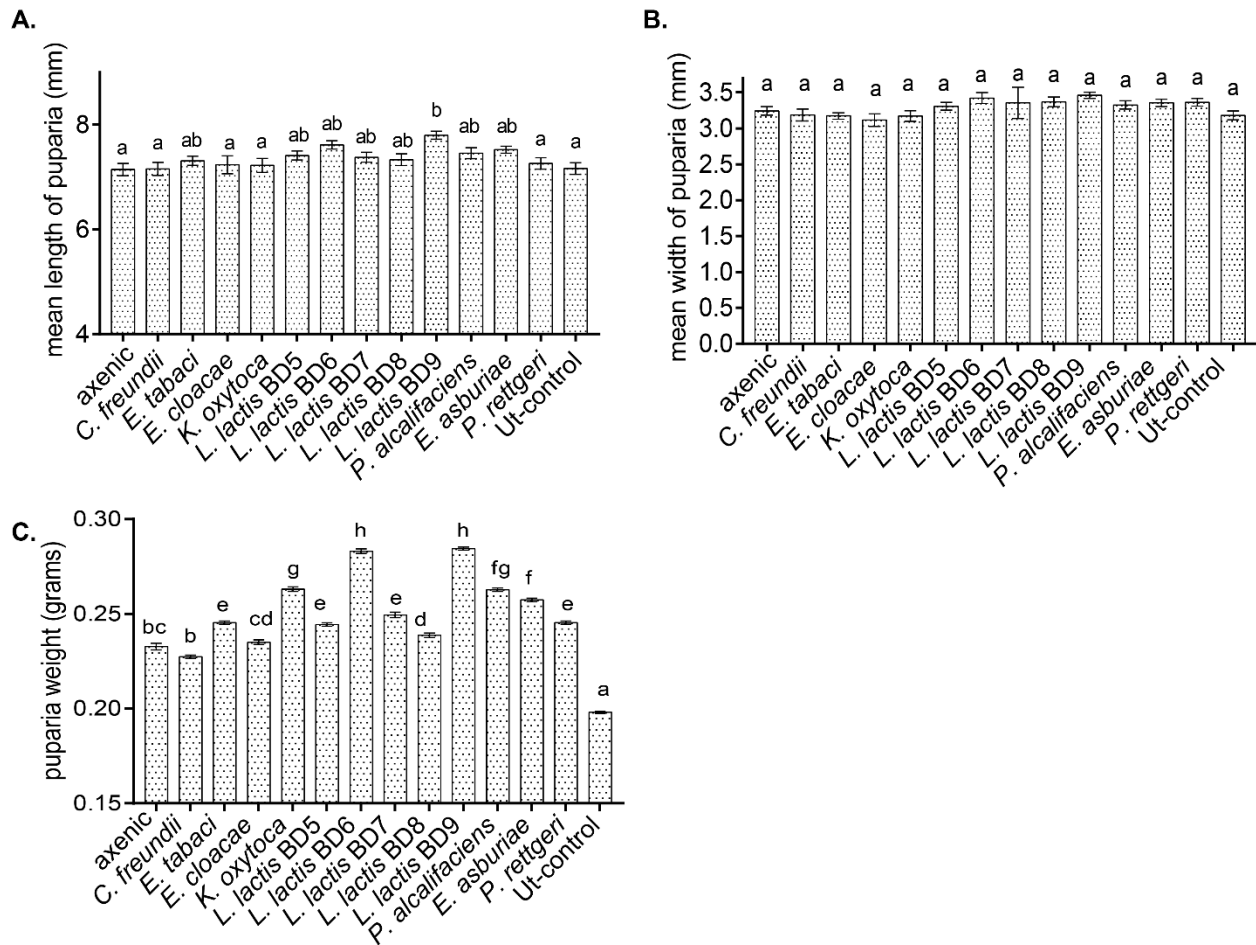 A.
mean length of puparia (mm)
8
6
4
a a ab a a ab ab ab ab b ab ab a a
axenic
C. freundii
E. tabaci
E. cloacae
K. oxytoca
L. lactis BD5
L. lactis BD6
L. lactis BD7
L. lactis BD8
L. lactis BD9
P. alcalifaciens
E. asburiae
P. rettgeri
Ut-control
B.
mean width of puparia (mm)
3.5
3.0
2.5
2.0
1.5
1.0
0.5
0.0
a a a a a a a a a a a a a a
axenic
C. freundii
E. tabaci
E. cloacae
K. oxytoca
L. lactis BD5
L. lactis BD6
L. lactis BD7
L. lactis BD8
L. lactis BD9
P. alcalifaciens
E. asburiae
P. rettgeri
Ut-control
C.
puparia weight (grams)
0.30
0.25
0.20
0.15
bc b e cd g e h e d h fg f e a
axenic
C. freundii
E. tabaci
E. cloacae
K. oxytoca
L. lactis BD5
L. lactis BD6
L. lactis BD7
L. lactis BD8
L. lactis BD9
P. alcalifaciens
E. asburiae
P. rettgeri
Ut-control